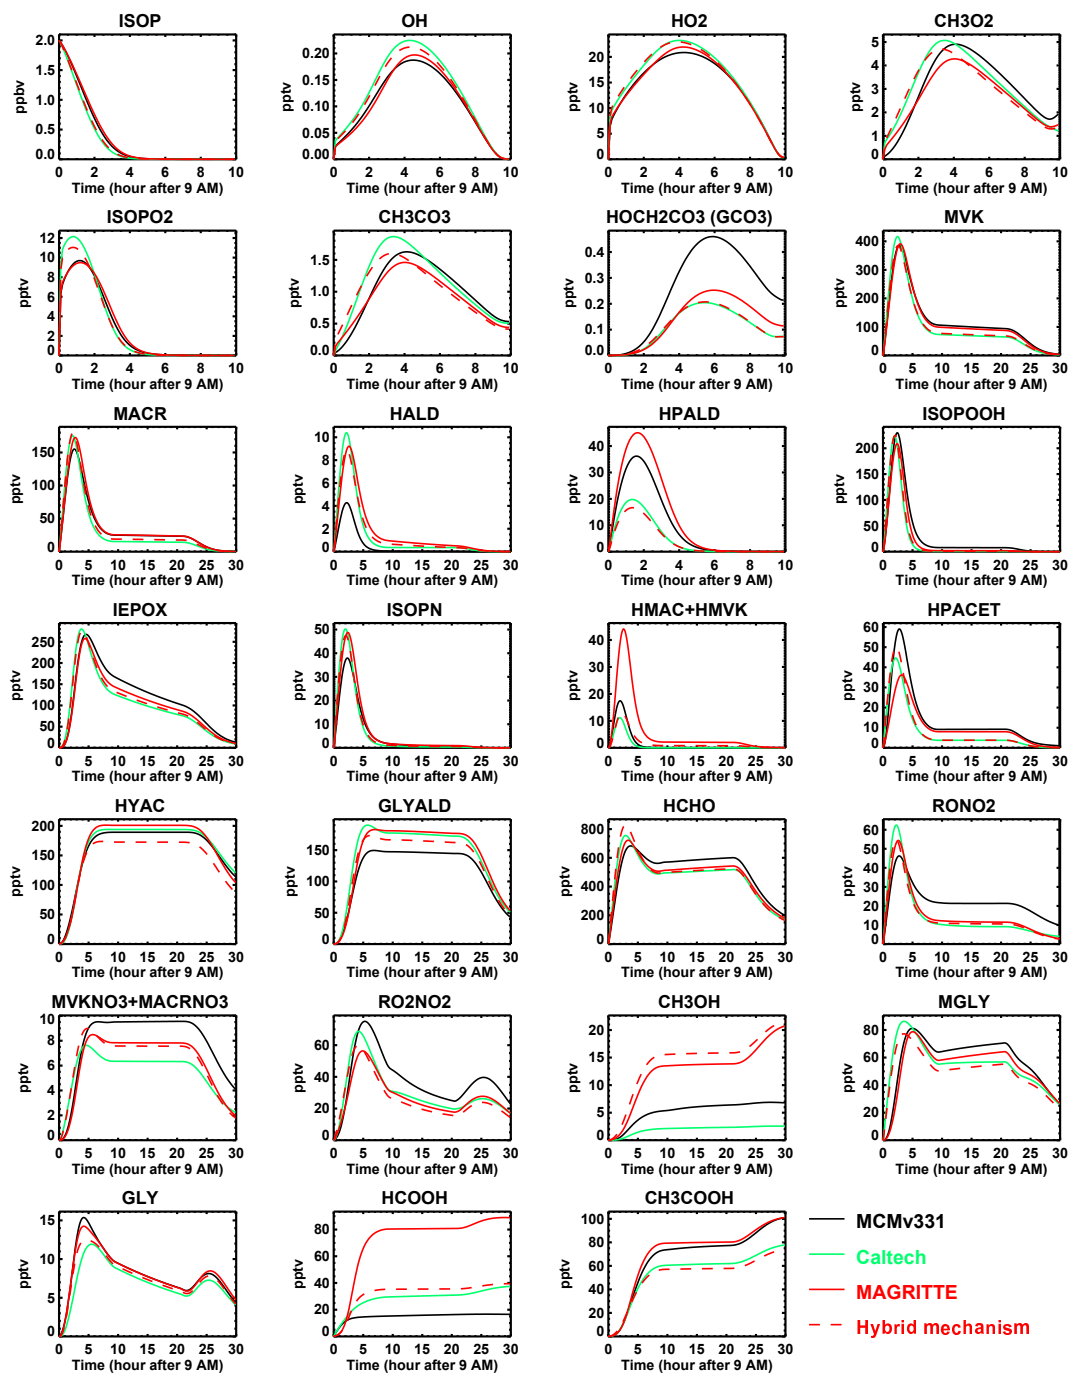 ISOP
ppbv
2.0
1.5
1.0
0.5
0.0
0 2 4 6 8 10
Time (hour after 9 AM)
OH
pptv
0.20
0.15
0.10
0.05
0.00
0 2 4 6 8 10
Time (hour after 9 AM)
HO2
pptv
20
15
10
5
0
0 2 4 6 8 10
Time (hour after 9 AM)
CH3O2
pptv
5
4
3
2
1
0
0 2 4 6 8 10
Time (hour after 9 AM)
ISOPO2
pptv
12
10
8
6
4
2
0
0 2 4 6 8 10
Time (hour after 9 AM)
CH3CO3
pptv
1.5
1.0
0.5
0.0
0 2 4 6 8 10
Time (hour after 9 AM)
HOCH2CO3 (GCO3)
pptv
0.4
0.3
0.2
0.1
0.0
0 2 4 6 8 10
Time (hour after 9 AM)
MVK
pptv
400
300
200
100
0
0 5 10 15 20 25 30
Time (hour after 9 AM)
MACR
pptv
150
100
50
0
0 5 10 15 20 25 30
Time (hour after 9 AM)
HALD
pptv
10
8
6
4
2
0
0 5 10 15 20 25 30
Time (hour after 9 AM)
HPALD
pptv
40
30
20
10
0
0 2 4 6 8 10
Time (hour after 9 AM)
ISOPOOH
pptv
200
150
100
50
0
0 5 10 15 20 25 30
Time (hour after 9 AM)
IEPOX
pptv
250
200
150
100
50
0
0 5 10 15 20 25 30
Time (hour after 9 AM)
ISOPN
pptv
50
40
30
20
10
0
0 5 10 15 20 25 30
Time (hour after 9 AM)
HMAC+HMVK
pptv
40
30
20
10
0
0 5 10 15 20 25 30
Time (hour after 9 AM)
HPACET
pptv
60
50
40
30
20
10
0
0 5 10 15 20 25 30
Time (hour after 9 AM)
HYAC
pptv
200
150
100
50
0
0 5 10 15 20 25 30
Time (hour after 9 AM)
GLYALD
pptv
150
100
50
0
0 5 10 15 20 25 30
Time (hour after 9 AM)
HCHO
pptv
800
600
400
200
0
0 5 10 15 20 25 30
Time (hour after 9 AM)
RONO2
pptv
60
50
40
30
20
10
0
0 5 10 15 20 25 30
Time (hour after 9 AM)
MVKNO3+MACRNO3
pptv
10
8
6
4
2
0
0 5 10 15 20 25 30
Time (hour after 9 AM)
RO2NO2
pptv
60
40
20
0
0 5 10 15 20 25 30
Time (hour after 9 AM)
CH3OH
pptv
20
15
10
5
0
0 5 10 15 20 25 30
Time (hour after 9 AM)
MGLY
pptv
80
60
40
20
0
0 5 10 15 20 25 30
Time (hour after 9 AM)
GLY
pptv
15
10
5
0
0 5 10 15 20 25 30
Time (hour after 9 AM)
HCOOH
pptv
80
60
40
20
0
0 5 10 15 20 25 30
Time (hour after 9 AM)
CH3COOH
pptv
100
80
60
40
20
0
0 5 10 15 20 25 30
Time (hour after 9 AM)
MCMv331
Caltech
MAGRITTE
Hybrid mechanism